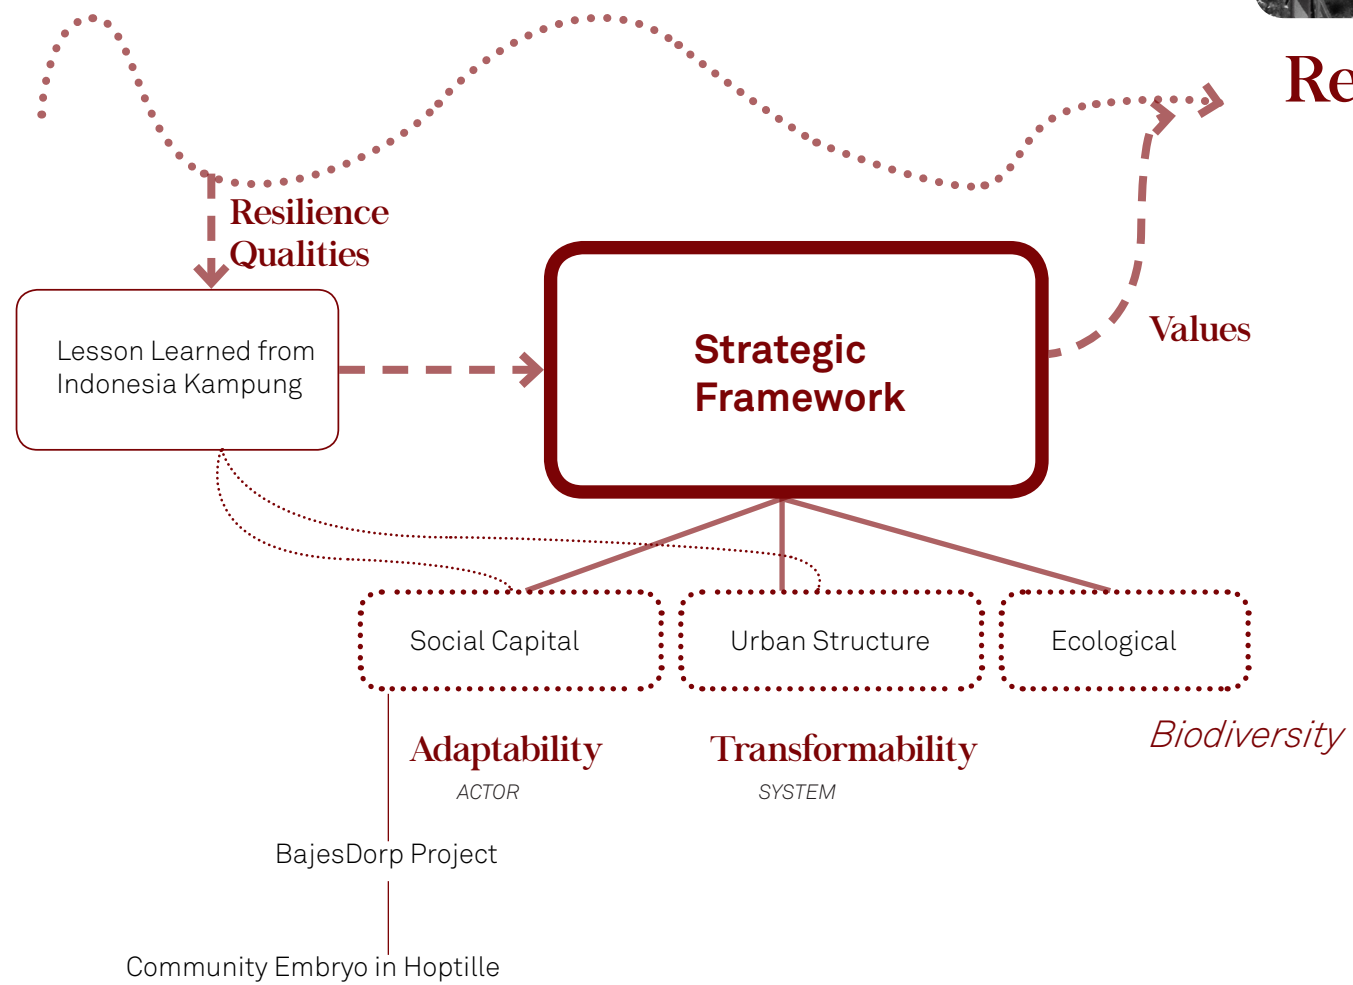 Re
Resilience
Qualities
Lesson Learned from
Indonesia Kampung
Strategic
Framework
Values
Social Capital
Urban Structure
Ecological
Biodiversity
Adaptability
Transformability
ACTOR
SYSTEM
BajesDorp Project
Community Embryo in Hoptille